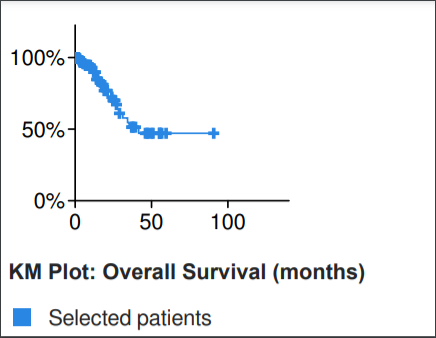 100%
50%
0%
0 50 100
KM Plot: Overall Survival (months)
Selected patients